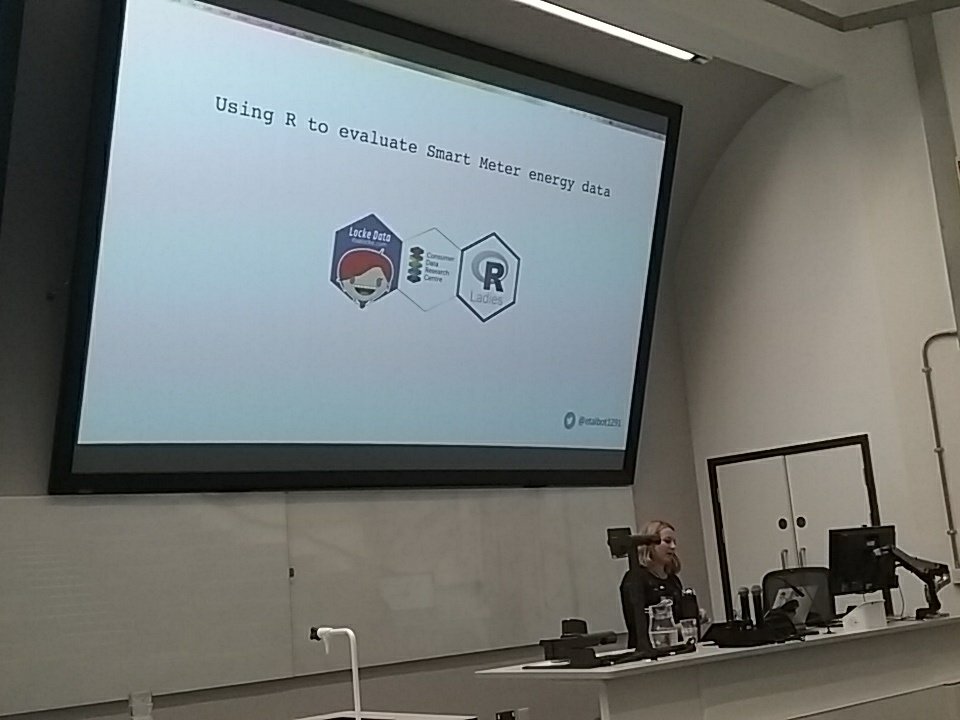 Using R to evaluate Smart Meter energy data
Locke Data
Consumer
Data
Research
Centre
R
Ladies
@etalbot1291